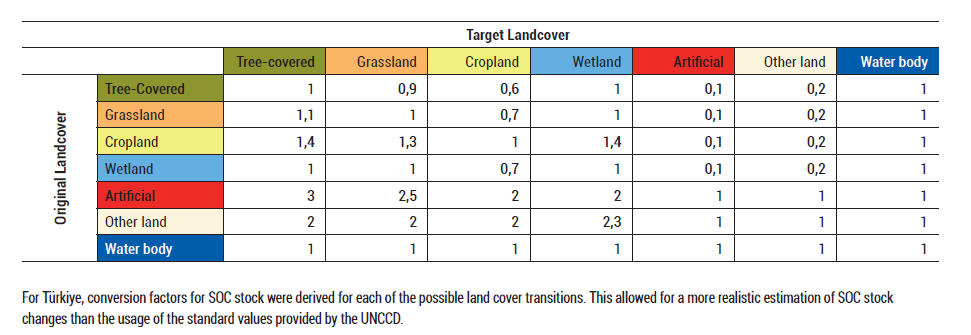 Target Landcover
Tree-covered Grassland Cropland Wetland Artificial Other land Water body
Original Landcover
Tree-Covered 1 0,9 0,6 1 0,1 0,2 1
Grassland 1,1 1 0,7 1 0,1 0,2 1
Cropland 1,4 1,3 1 1,4 0,1 0,2 1
Wetland 1 1 0,7 1 0,1 0,2 1
Artificial 3 2,5 2 2 1 1 1
Other land 2 2 2 2,3 1 1 1
Water body 1 1 1 1 1 1 1
For Türkiye, conversion factors for SOC stock were derived for each of the possible land cover transitions. This allowed for a more realistic estimation of SOC stock
changes than the usage of the standard values provided by the UNCCD.